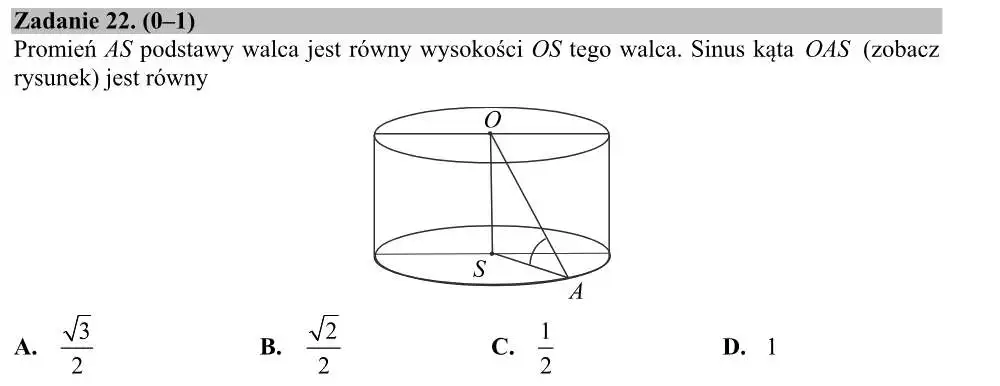 Zadanie 22. (0–1)
Promień AS podstawy walca jest równy wysokości OS tego walca. Sinus kąta OAS (zobacz
rysunek) jest równy
O
S
A
A. √3/2 B. √2/2 C. 1/2 D. 1